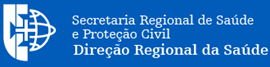 Secretaria Regional de Saúde
e Proteção Civil
Direção Regional da Saúde